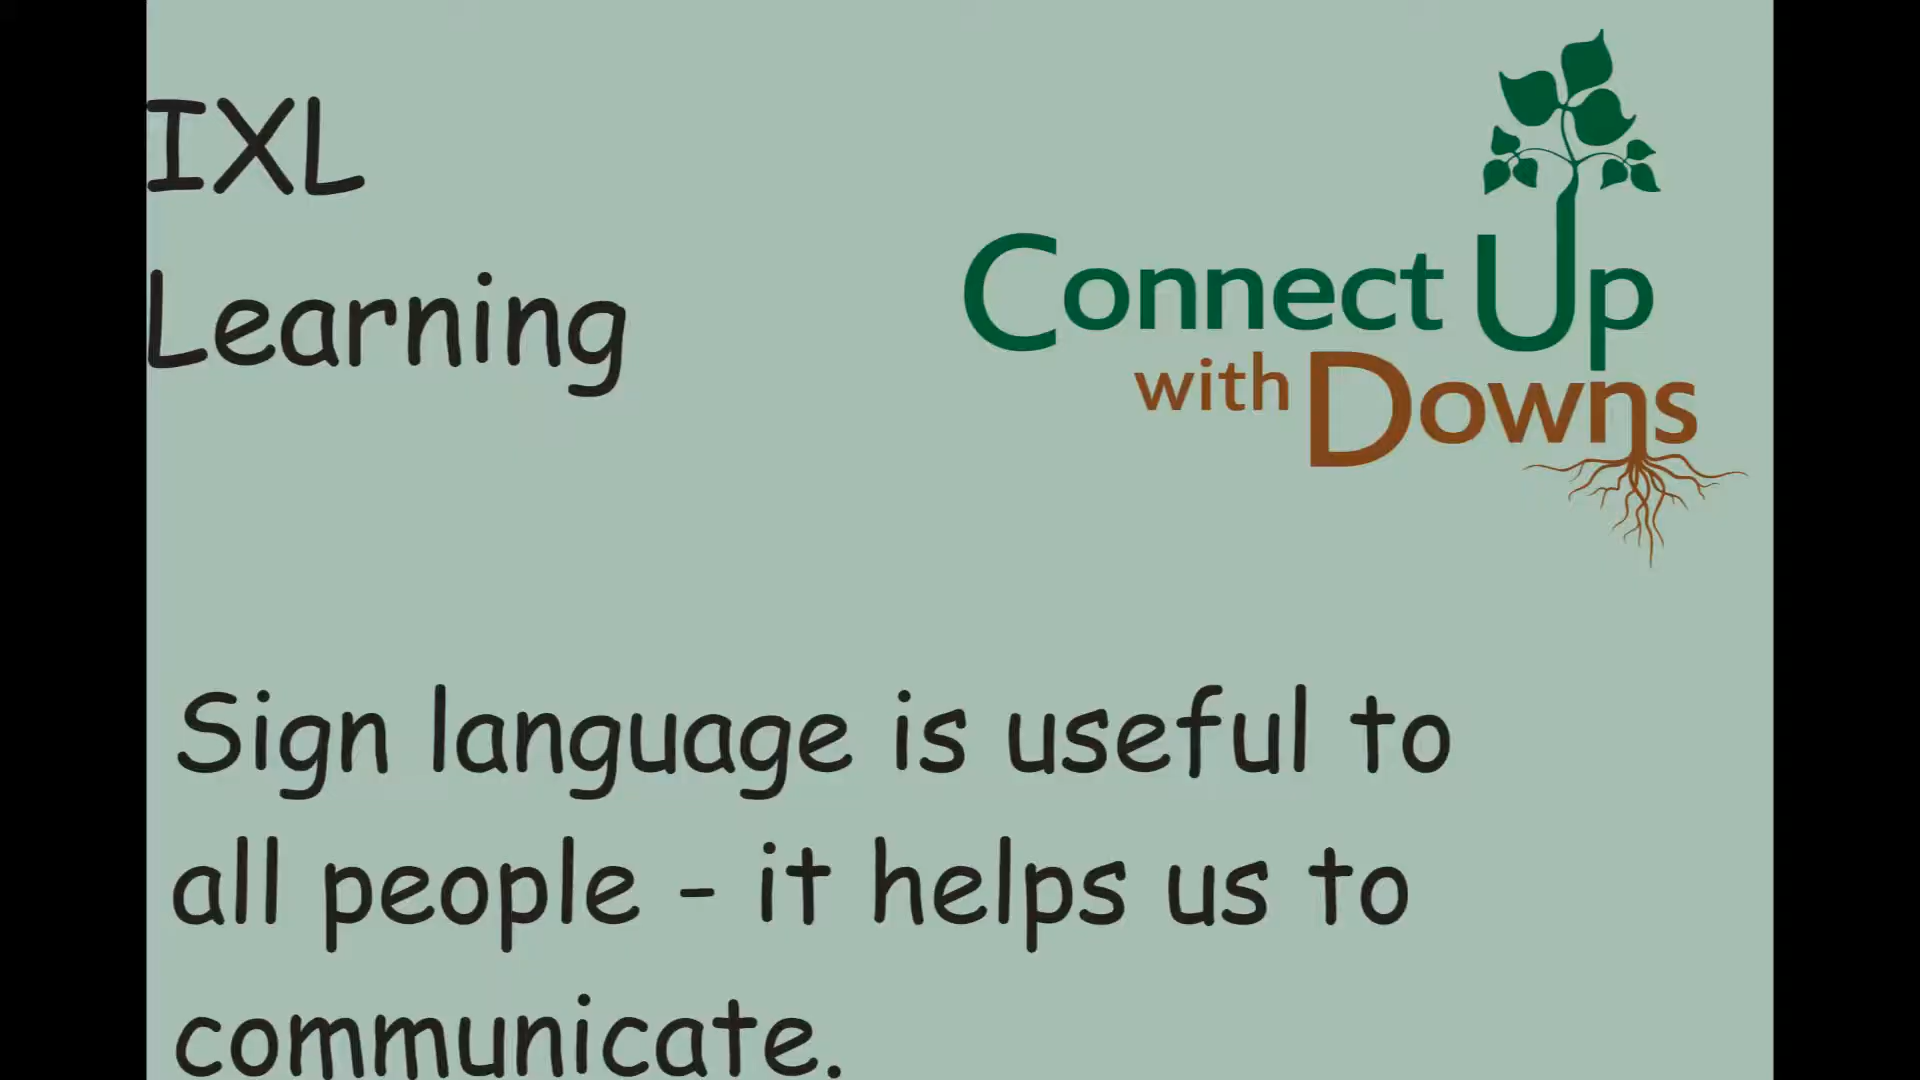 IXL
Learning
Connect Up
with Downs
Sign language is useful to
all people - it helps us to
communicate.